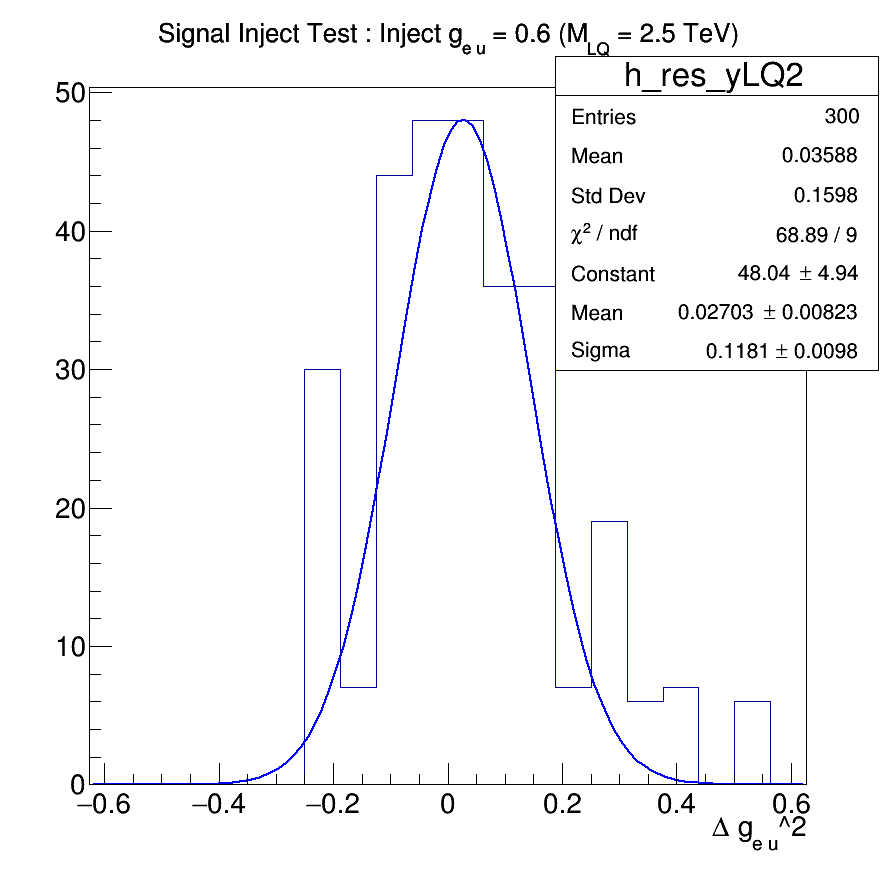 Signal Inject Test : Inject g_{e u} = 0.6 (M_{LQ} = 2.5 TeV)
h_res_yLQ2
Entries 300
Mean 0.03588
Std Dev 0.1598
χ² / ndf 68.89 / 9
Constant 48.04 ± 4.94
Mean 0.02703 ± 0.00823
Sigma 0.1181 ± 0.0098
50
40
30
20
10
0
−0.6 −0.4 −0.2 0 0.2 0.4 0.6
Δ g_{e u}^2